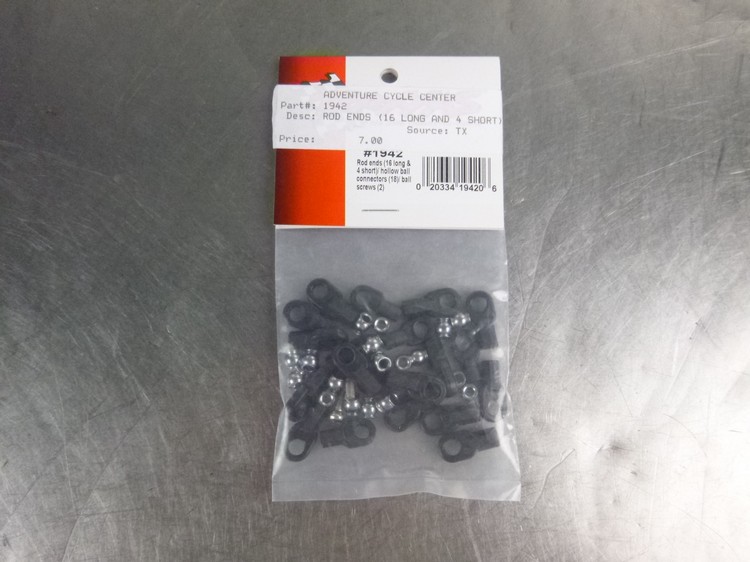 ADVENTURE CYCLE CENTER
Part#: 1942
Desc: ROD ENDS (16 LONG AND 4 SHORT)
Source: TX
Price: 7.00
#1942
Rod ends (16 long &
4 short)/ hollow ball
connectors (18)/ ball
screws (2)
0 20334 19420 6